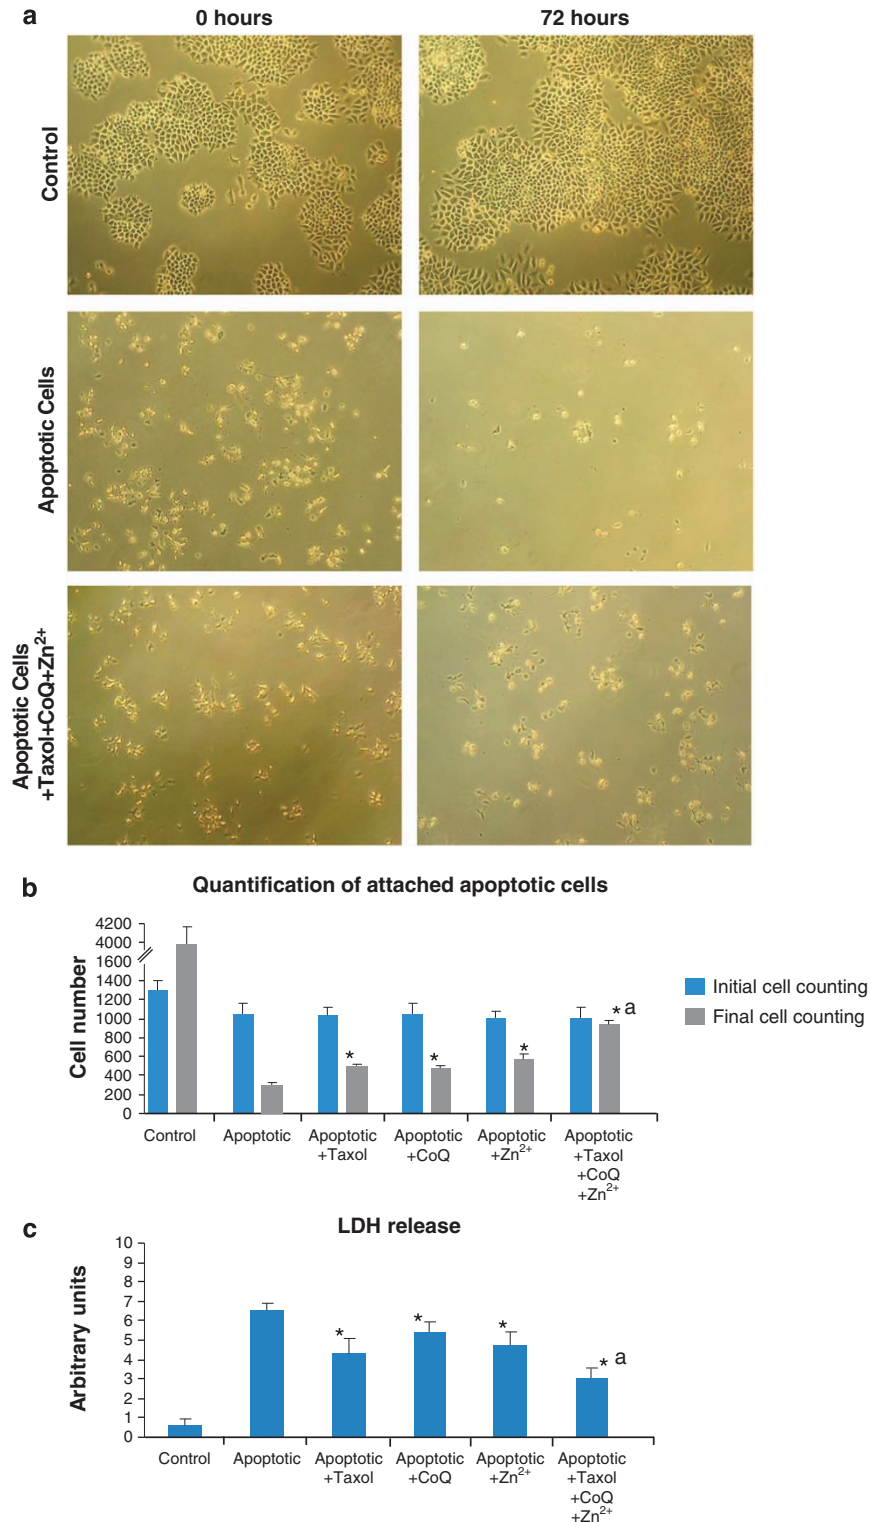 a
0 hours
72 hours
Control
Apoptotic Cells
Apoptotic Cells
+Taxol+CoQ+Zn2+
b
Quantification of attached apoptotic cells
Cell number
4200
4000
1600
1400
1200
1000
800
600
400
200
0
* * * * a
Initial cell counting
Final cell counting
Control
Apoptotic
Apoptotic
+Taxol
Apoptotic
+CoQ
Apoptotic
+Zn2+
Apoptotic
+Taxol
+CoQ
+Zn2+
c
LDH release
Arbitrary units
10
9
8
7
6
5
4
3
2
1
0
* * * * a
Control
Apoptotic
Apoptotic
+Taxol
Apoptotic
+CoQ
Apoptotic
+Zn2+
Apoptotic
+Taxol
+CoQ
+Zn2+